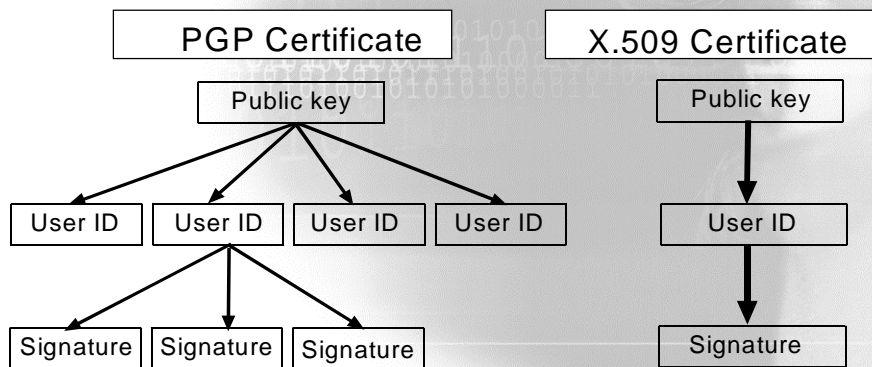 PGP Certificate
X.509 Certificate
Public key
Public key
User ID
User ID
User ID
User ID
User ID
Signature
Signature
Signature
Signature